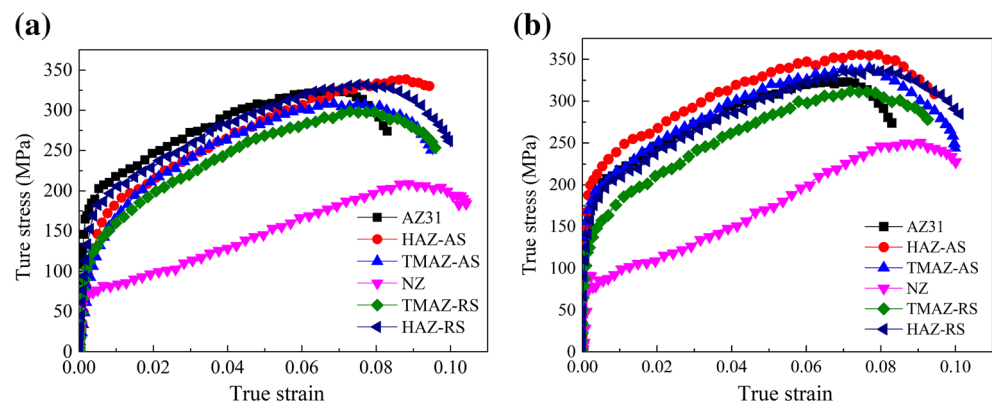 (a)
350
300
250
200
150
100
50
0
Ture stress (MPa)
0.00 0.02 0.04 0.06 0.08 0.10
True strain
AZ31
HAZ-AS
TMAZ-AS
NZ
TMAZ-RS
HAZ-RS
(b)
350
300
250
200
150
100
50
0
True stress (MPa)
0.00 0.02 0.04 0.06 0.08 0.10
True strain
AZ31
HAZ-AS
TMAZ-AS
NZ
TMAZ-RS
HAZ-RS